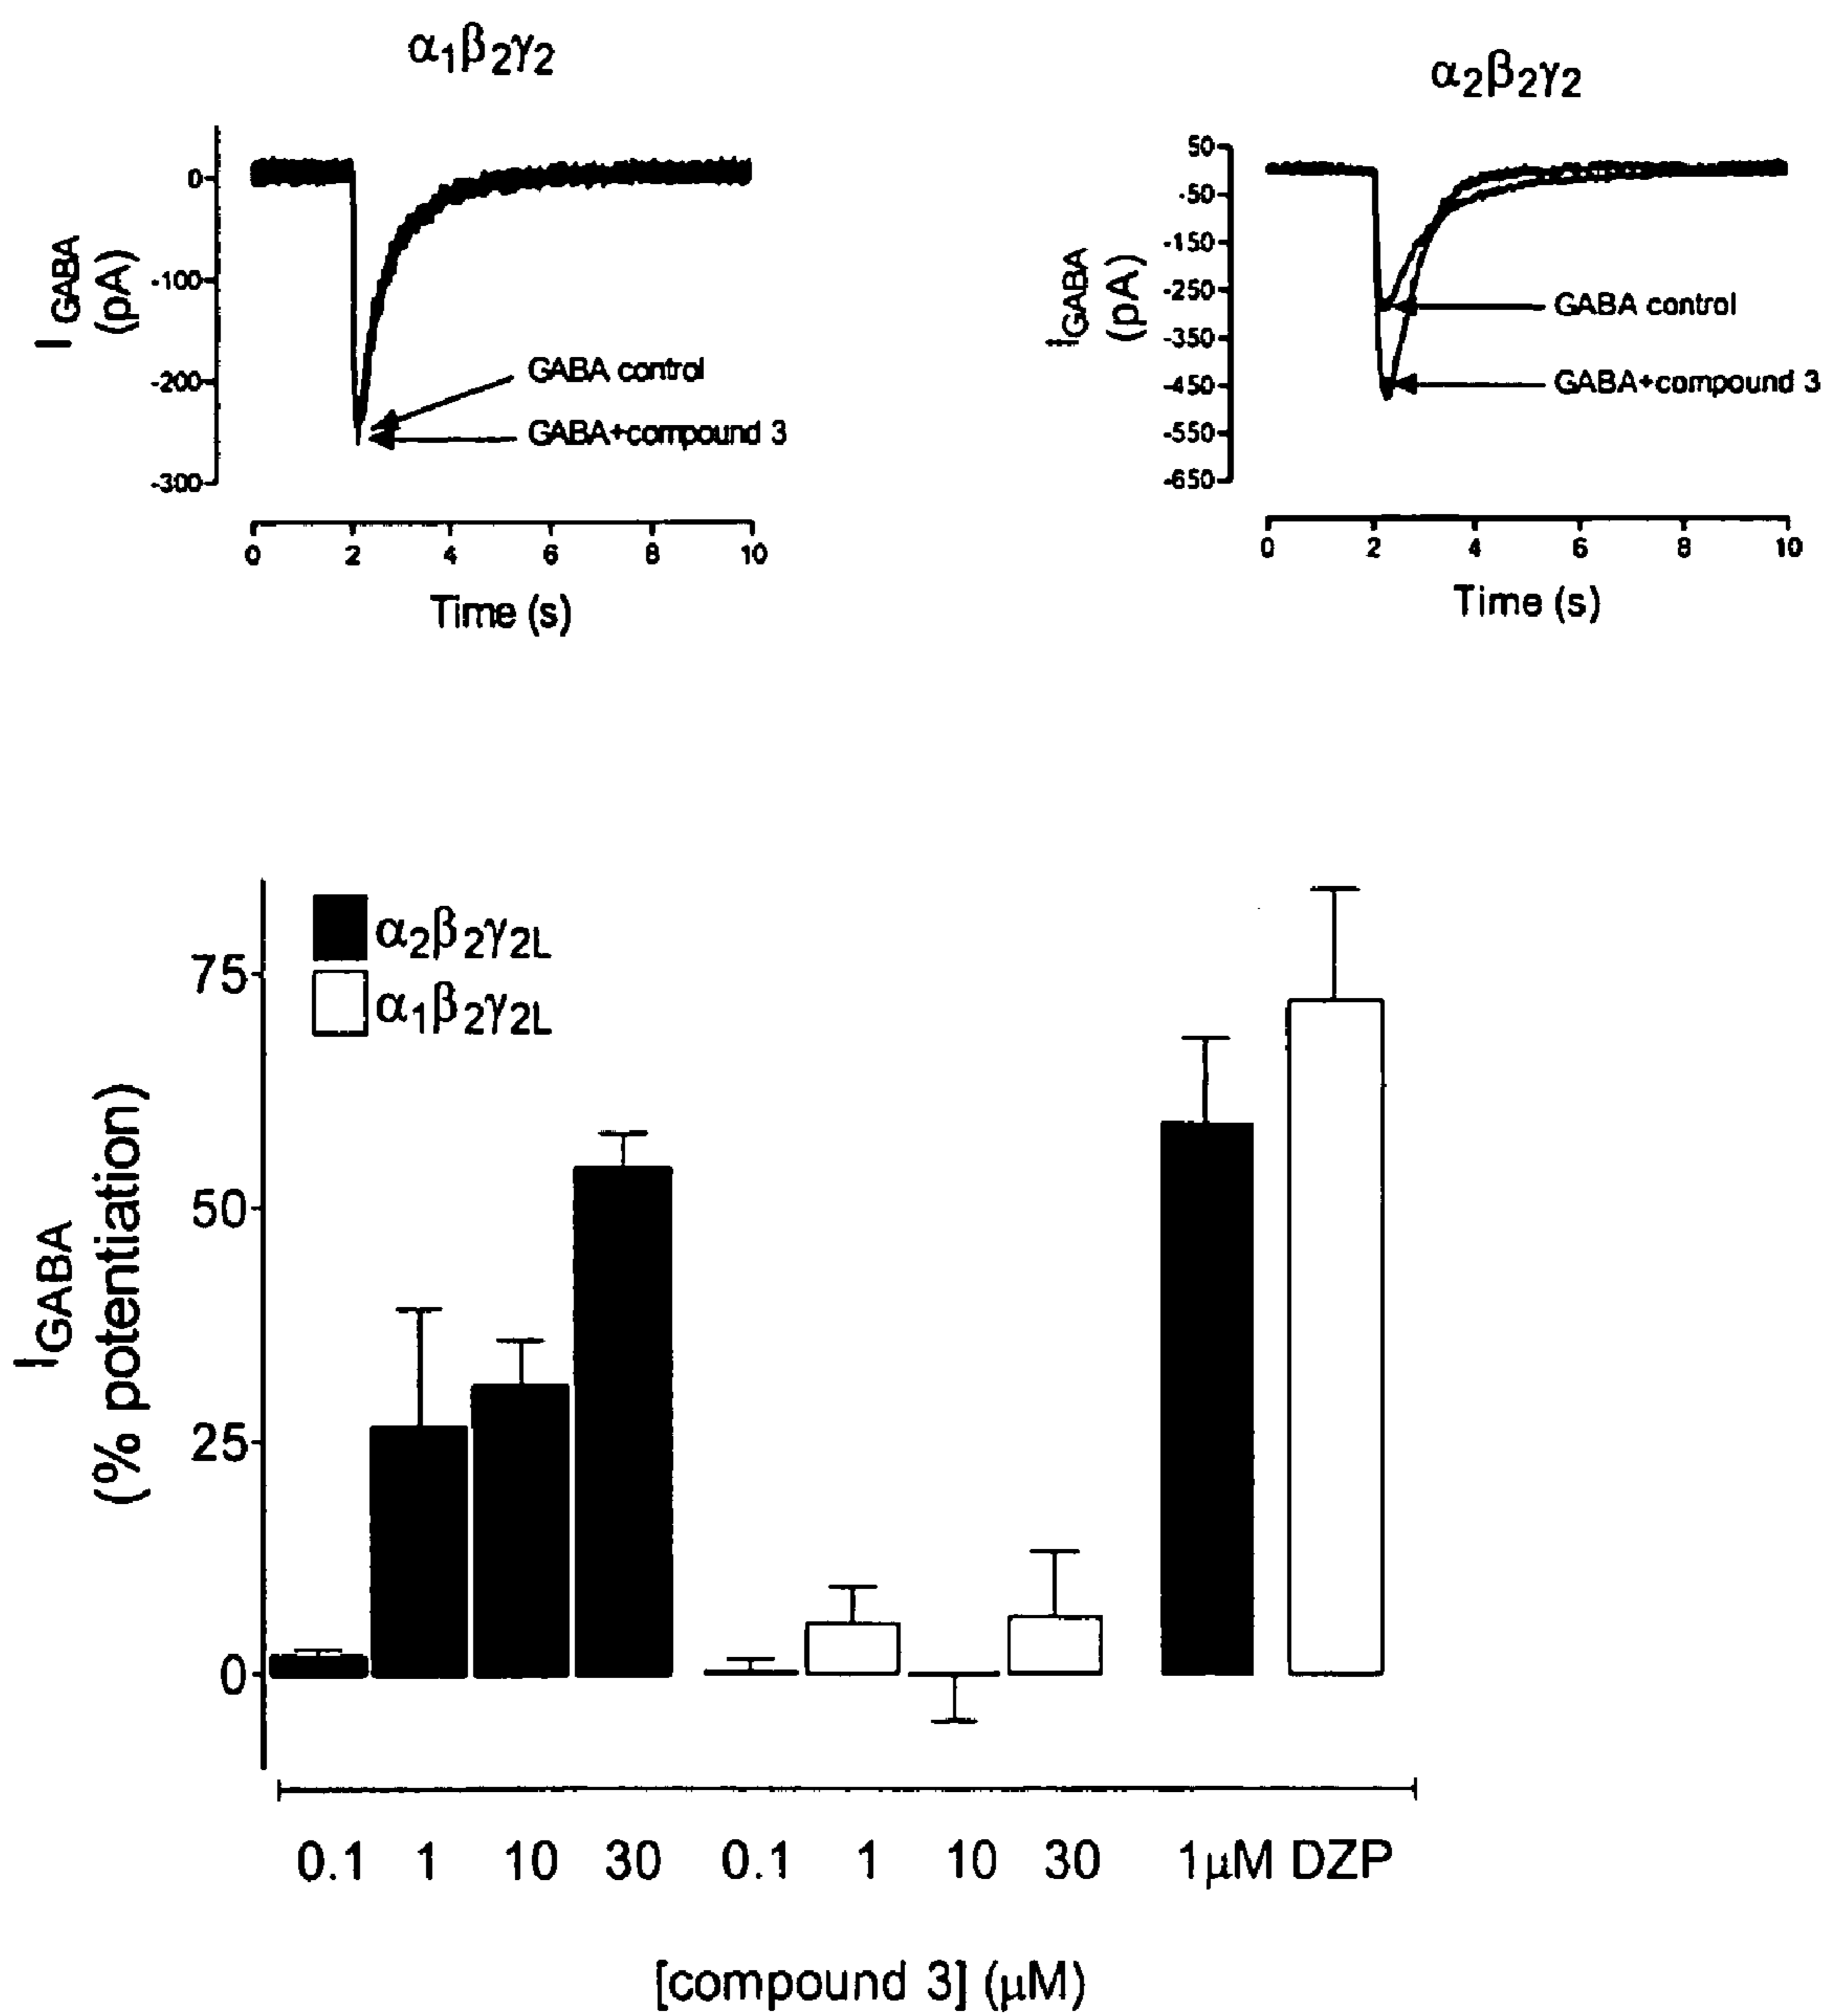 α1β2γ2
0
-100
-200
-300
I GABA
(pA)
GABA control
GABA+compound 3
0 2 4 6 8 10
Time (s)
α2β2γ2
50
-50
-150
-250
-350
-450
-550
-650
IGABA
(pA)
GABA control
GABA+compound 3
0 2 4 6 8 10
Time (s)
α2β2γ2L
α1β2γ2L
75
50
25
0
IGABA
(% potentiation)
0.1 1 10 30 0.1 1 10 30 1μM DZP
[compound 3] (μM)